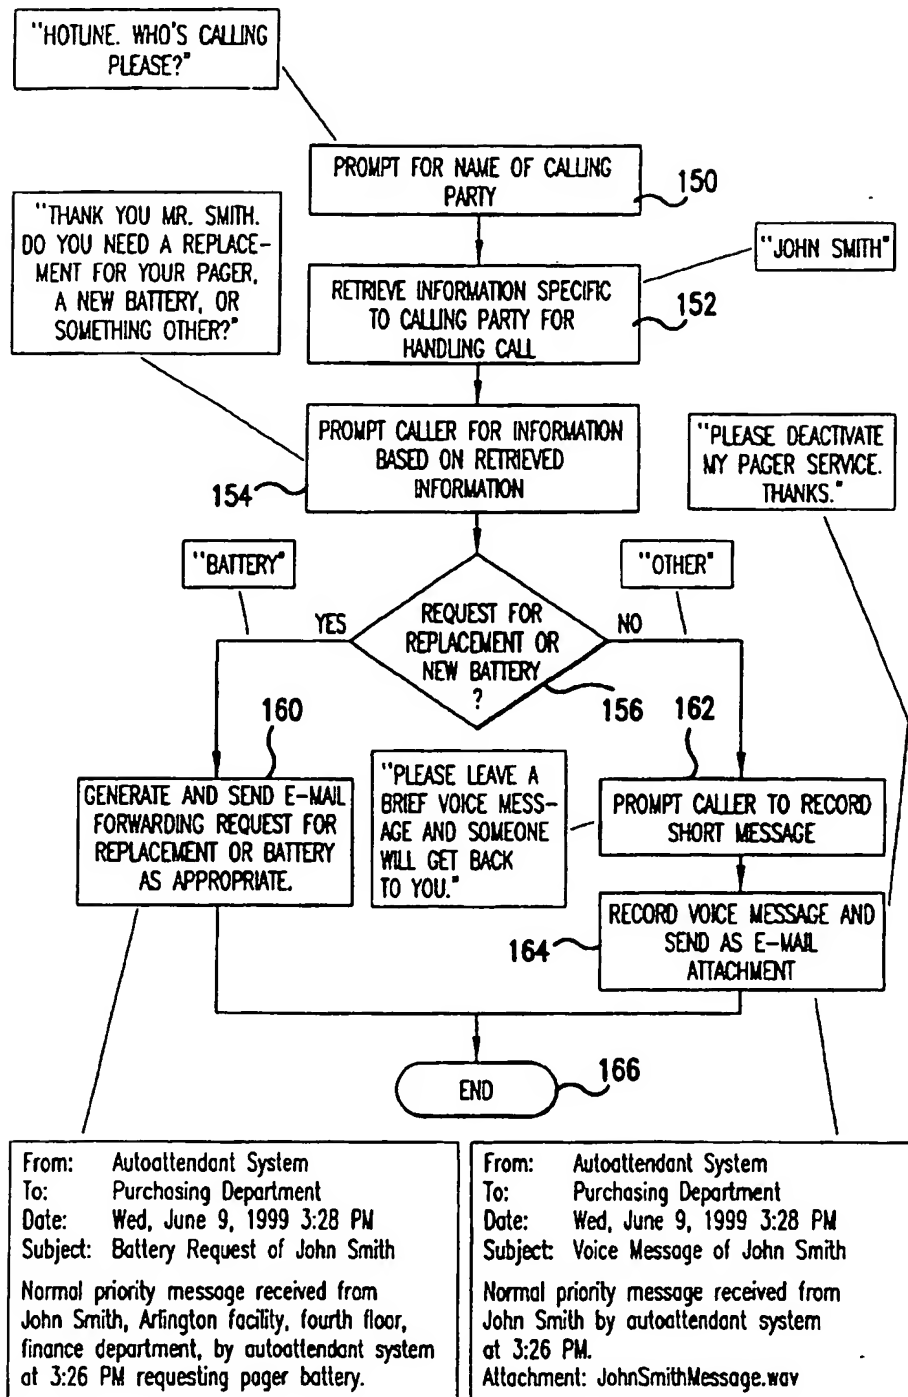 "HOTLINE. WHO'S CALLING
PLEASE?"
PROMPT FOR NAME OF CALLING
PARTY
150
"THANK YOU MR. SMITH.
DO YOU NEED A REPLACE-
MENT FOR YOUR PAGER,
A NEW BATTERY, OR
SOMETHING OTHER?"
"JOHN SMITH"
RETRIEVE INFORMATION SPECIFIC
TO CALLING PARTY FOR
HANDLING CALL
152
PROMPT CALLER FOR INFORMATION
BASED ON RETRIEVED
INFORMATION
154
"PLEASE DEACTIVATE
MY PAGER SERVICE.
THANKS."
"BATTERY"
"OTHER"
YES
REQUEST FOR
REPLACEMENT OR
NEW BATTERY
?
NO
156
160
GENERATE AND SEND E-MAIL
FORWARDING REQUEST FOR
REPLACEMENT OR BATTERY
AS APPROPRIATE.
"PLEASE LEAVE A
BRIEF VOICE MESS-
AGE AND SOMEONE
WILL GET BACK
TO YOU."
162
PROMPT CALLER TO RECORD
SHORT MESSAGE
164
RECORD VOICE MESSAGE AND
SEND AS E-MAIL
ATTACHMENT
END
166
From: Autoattendant System
To: Purchasing Department
Date: Wed, June 9, 1999 3:28 PM
Subject: Battery Request of John Smith
Normal priority message received from
John Smith, Arlington facility, fourth floor,
finance department, by autoattendant system
at 3:26 PM requesting pager battery.
From: Autoattendant System
To: Purchasing Department
Date: Wed, June 9, 1999 3:28 PM
Subject: Voice Message of John Smith
Normal priority message received from
John Smith by autoattendant system
at 3:26 PM.
Attachment: JohnSmithMessage.wav